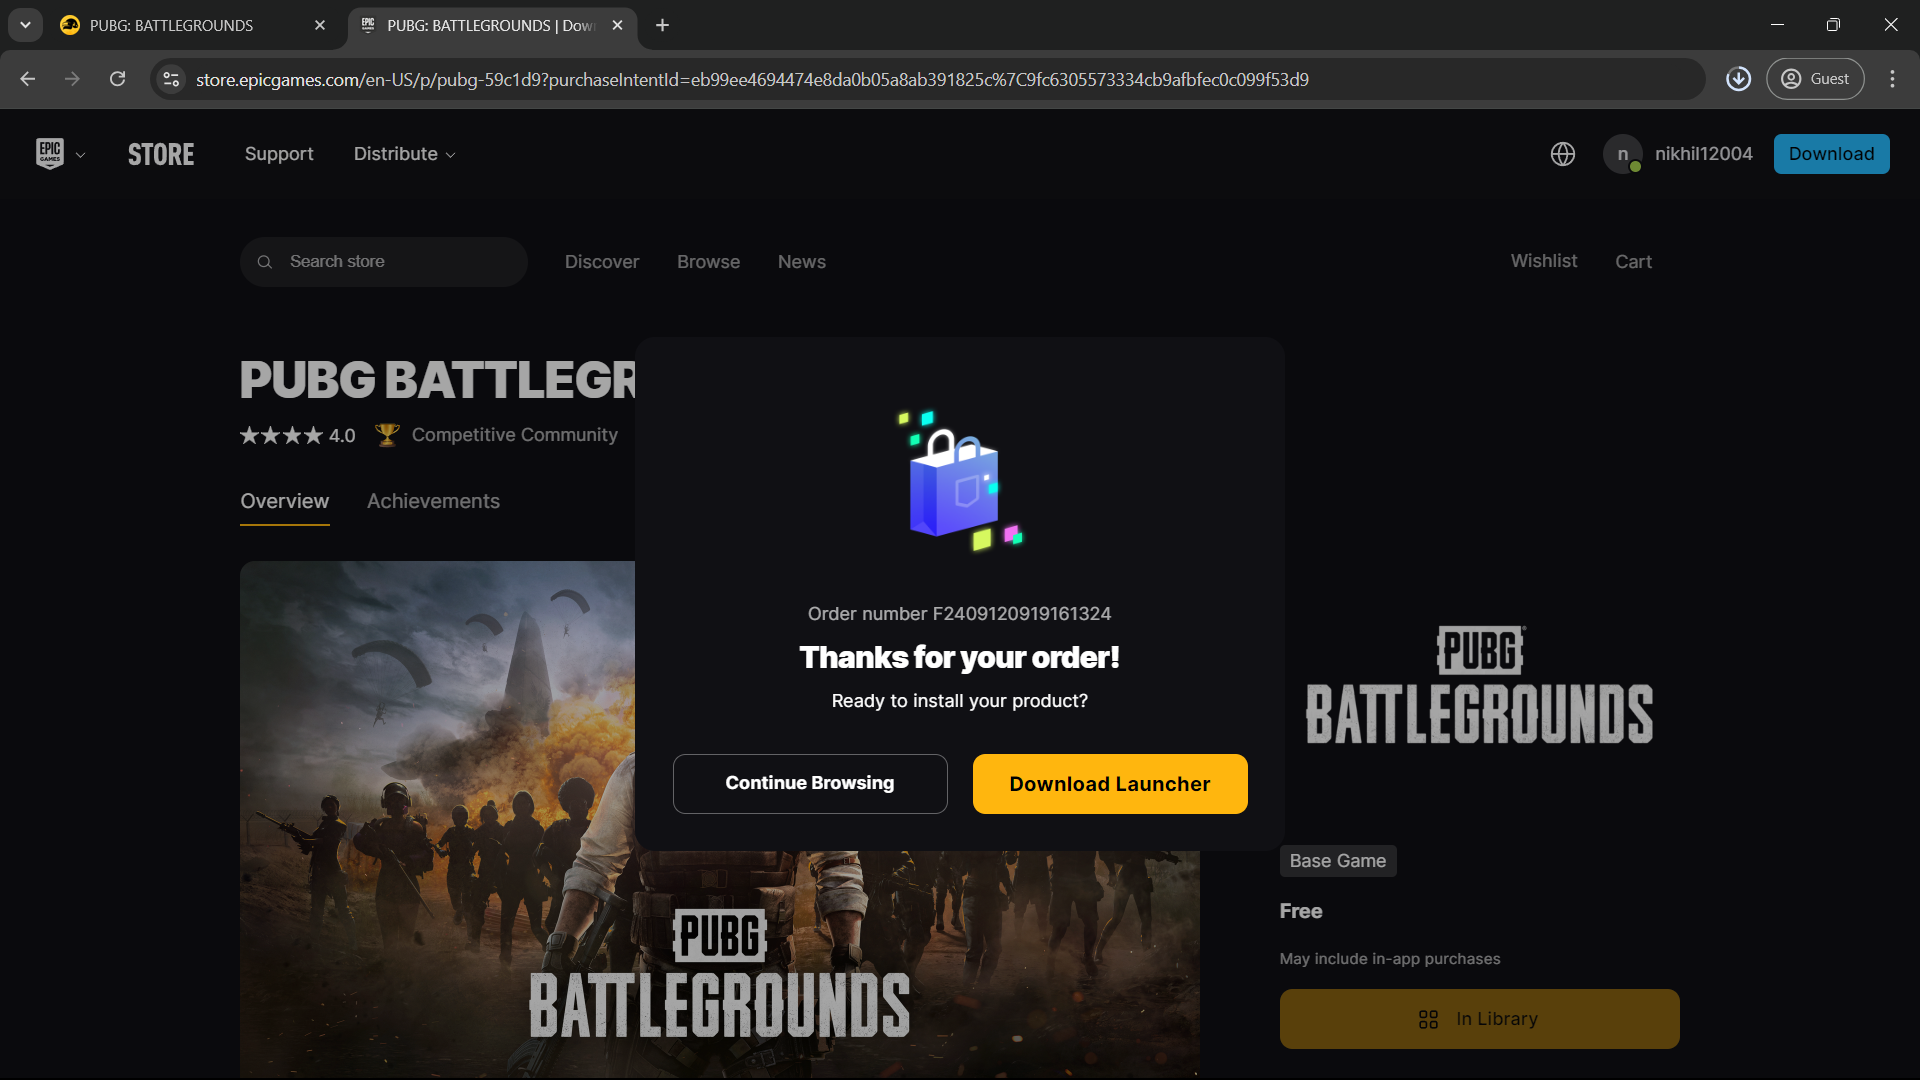 PUBG: BATTLEGROUNDS
PUBG: BATTLEGROUNDS | Dow
store.epicgames.com/en-US/p/pubg-59c1d9?purchaseIntentId=eb99ee4694474e8da0b05a8ab391825c%7C9fc6305573334cb9afbfec0c099f53d9
Guest
EPIC
GAMES
STORE
Support
Distribute
n
nikhil12004
Download
Search store
Discover
Browse
News
Wishlist
Cart
PUBG BATTLEGR
4.0
Competitive Community
Overview
Achievements
Order number F2409120919161324
Thanks for your order!
Ready to install your product?
Continue Browsing
Download Launcher
PUBG
BATTLEGROUNDS
PUBG
BATTLEGROUNDS
Base Game
Free
May include in-app purchases
In Library